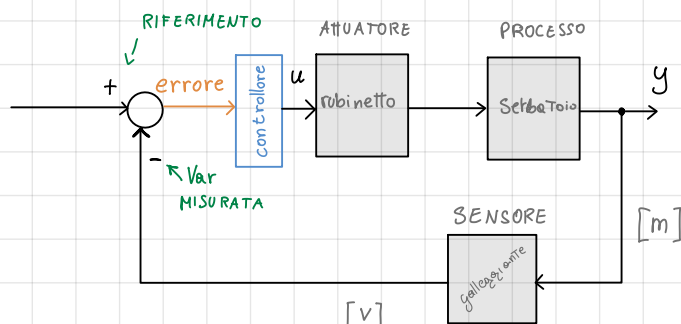 RIFERIMENTO
ATTUATORE
PROCESSO
+
errore
controllore
u
rubinetto
Serbatoio
y
-
Var
MISURATA
SENSORE
[m]
galleggiante
[V]